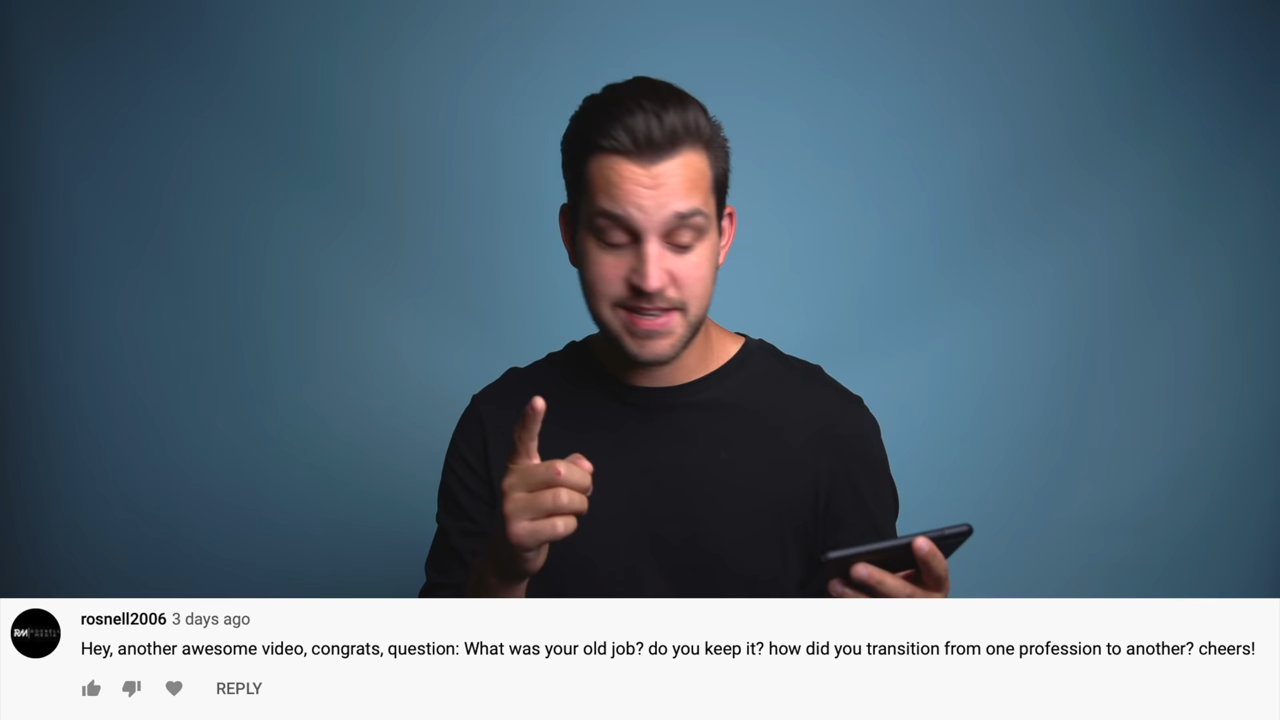 rosnell2006 3 days ago
Hey, another awesome video, congrats, question: What was your old job? do you keep it? how did you transition from one profession to another? cheers!
REPLY
RM